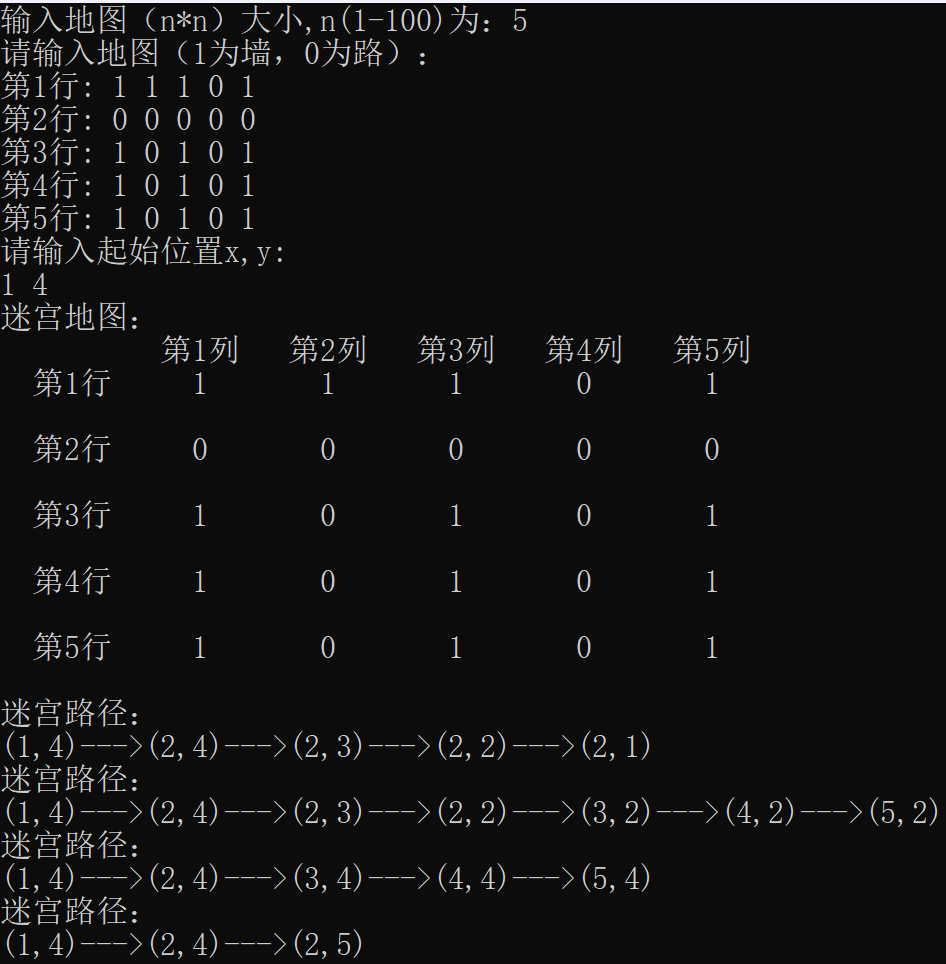 输入地图（n*n）大小,n(1-100)为：5
请输入地图（1为墙，0为路）：
第1行: 1 1 1 0 1
第2行: 0 0 0 0 0
第3行: 1 0 1 0 1
第4行: 1 0 1 0 1
第5行: 1 0 1 0 1
请输入起始位置x,y:
1 4
迷宫地图：
第1列 第2列 第3列 第4列 第5列
第1行 1 1 1 0 1
第2行 0 0 0 0 0
第3行 1 0 1 0 1
第4行 1 0 1 0 1
第5行 1 0 1 0 1
迷宫路径：
(1,4)--->(2,4)--->(2,3)--->(2,2)--->(2,1)
迷宫路径：
(1,4)--->(2,4)--->(2,3)--->(2,2)--->(3,2)--->(4,2)--->(5,2)
迷宫路径：
(1,4)--->(2,4)--->(3,4)--->(4,4)--->(5,4)
迷宫路径：
(1,4)--->(2,4)--->(2,5)